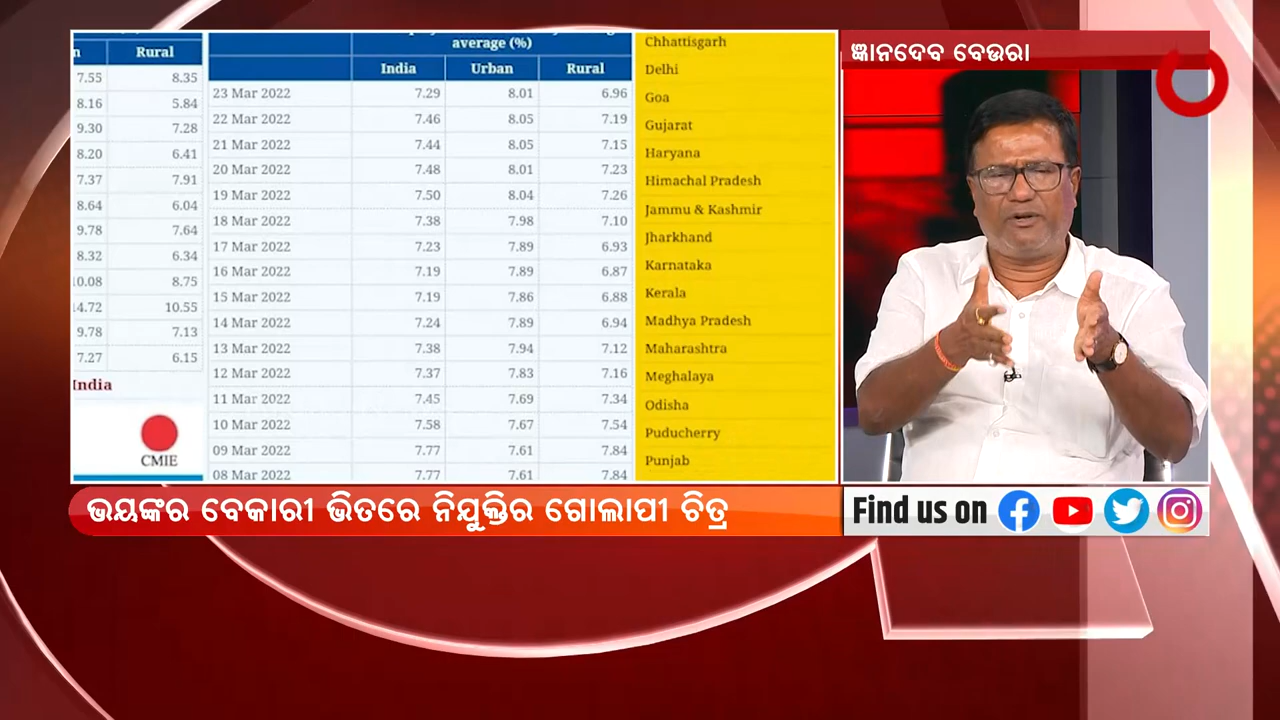 Rural
7.55 8.35
8.16 5.84
9.30 7.28
8.20 6.41
7.37 7.91
8.64 6.04
9.78 7.64
8.32 6.34
10.08 8.75
14.72 10.55
9.78 7.13
7.27 6.15
India
CMIE
average (%)
India Urban Rural
23 Mar 2022 7.29 8.01 6.96
22 Mar 2022 7.46 8.05 7.19
21 Mar 2022 7.44 8.05 7.15
20 Mar 2022 7.48 8.01 7.23
19 Mar 2022 7.50 8.04 7.26
18 Mar 2022 7.38 7.98 7.10
17 Mar 2022 7.23 7.89 6.93
16 Mar 2022 7.19 7.89 6.87
15 Mar 2022 7.19 7.86 6.88
14 Mar 2022 7.24 7.89 6.94
13 Mar 2022 7.38 7.94 7.12
12 Mar 2022 7.37 7.83 7.16
11 Mar 2022 7.45 7.69 7.34
10 Mar 2022 7.58 7.67 7.54
09 Mar 2022 7.77 7.61 7.84
08 Mar 2022 7.77 7.61 7.84
Chhattisgarh
Delhi
Goa
Gujarat
Haryana
Himachal Pradesh
Jammu & Kashmir
Jharkhand
Karnataka
Kerala
Madhya Pradesh
Maharashtra
Meghalaya
Odisha
Puducherry
Punjab
ଜ୍ଞାନଦେବ ବେଉରା
ଭୟଙ୍କର ବେକାରୀ ଭିତରେ ନିଯୁକ୍ତିର ଗୋଲାପୀ ଚିତ୍ର
Find us on